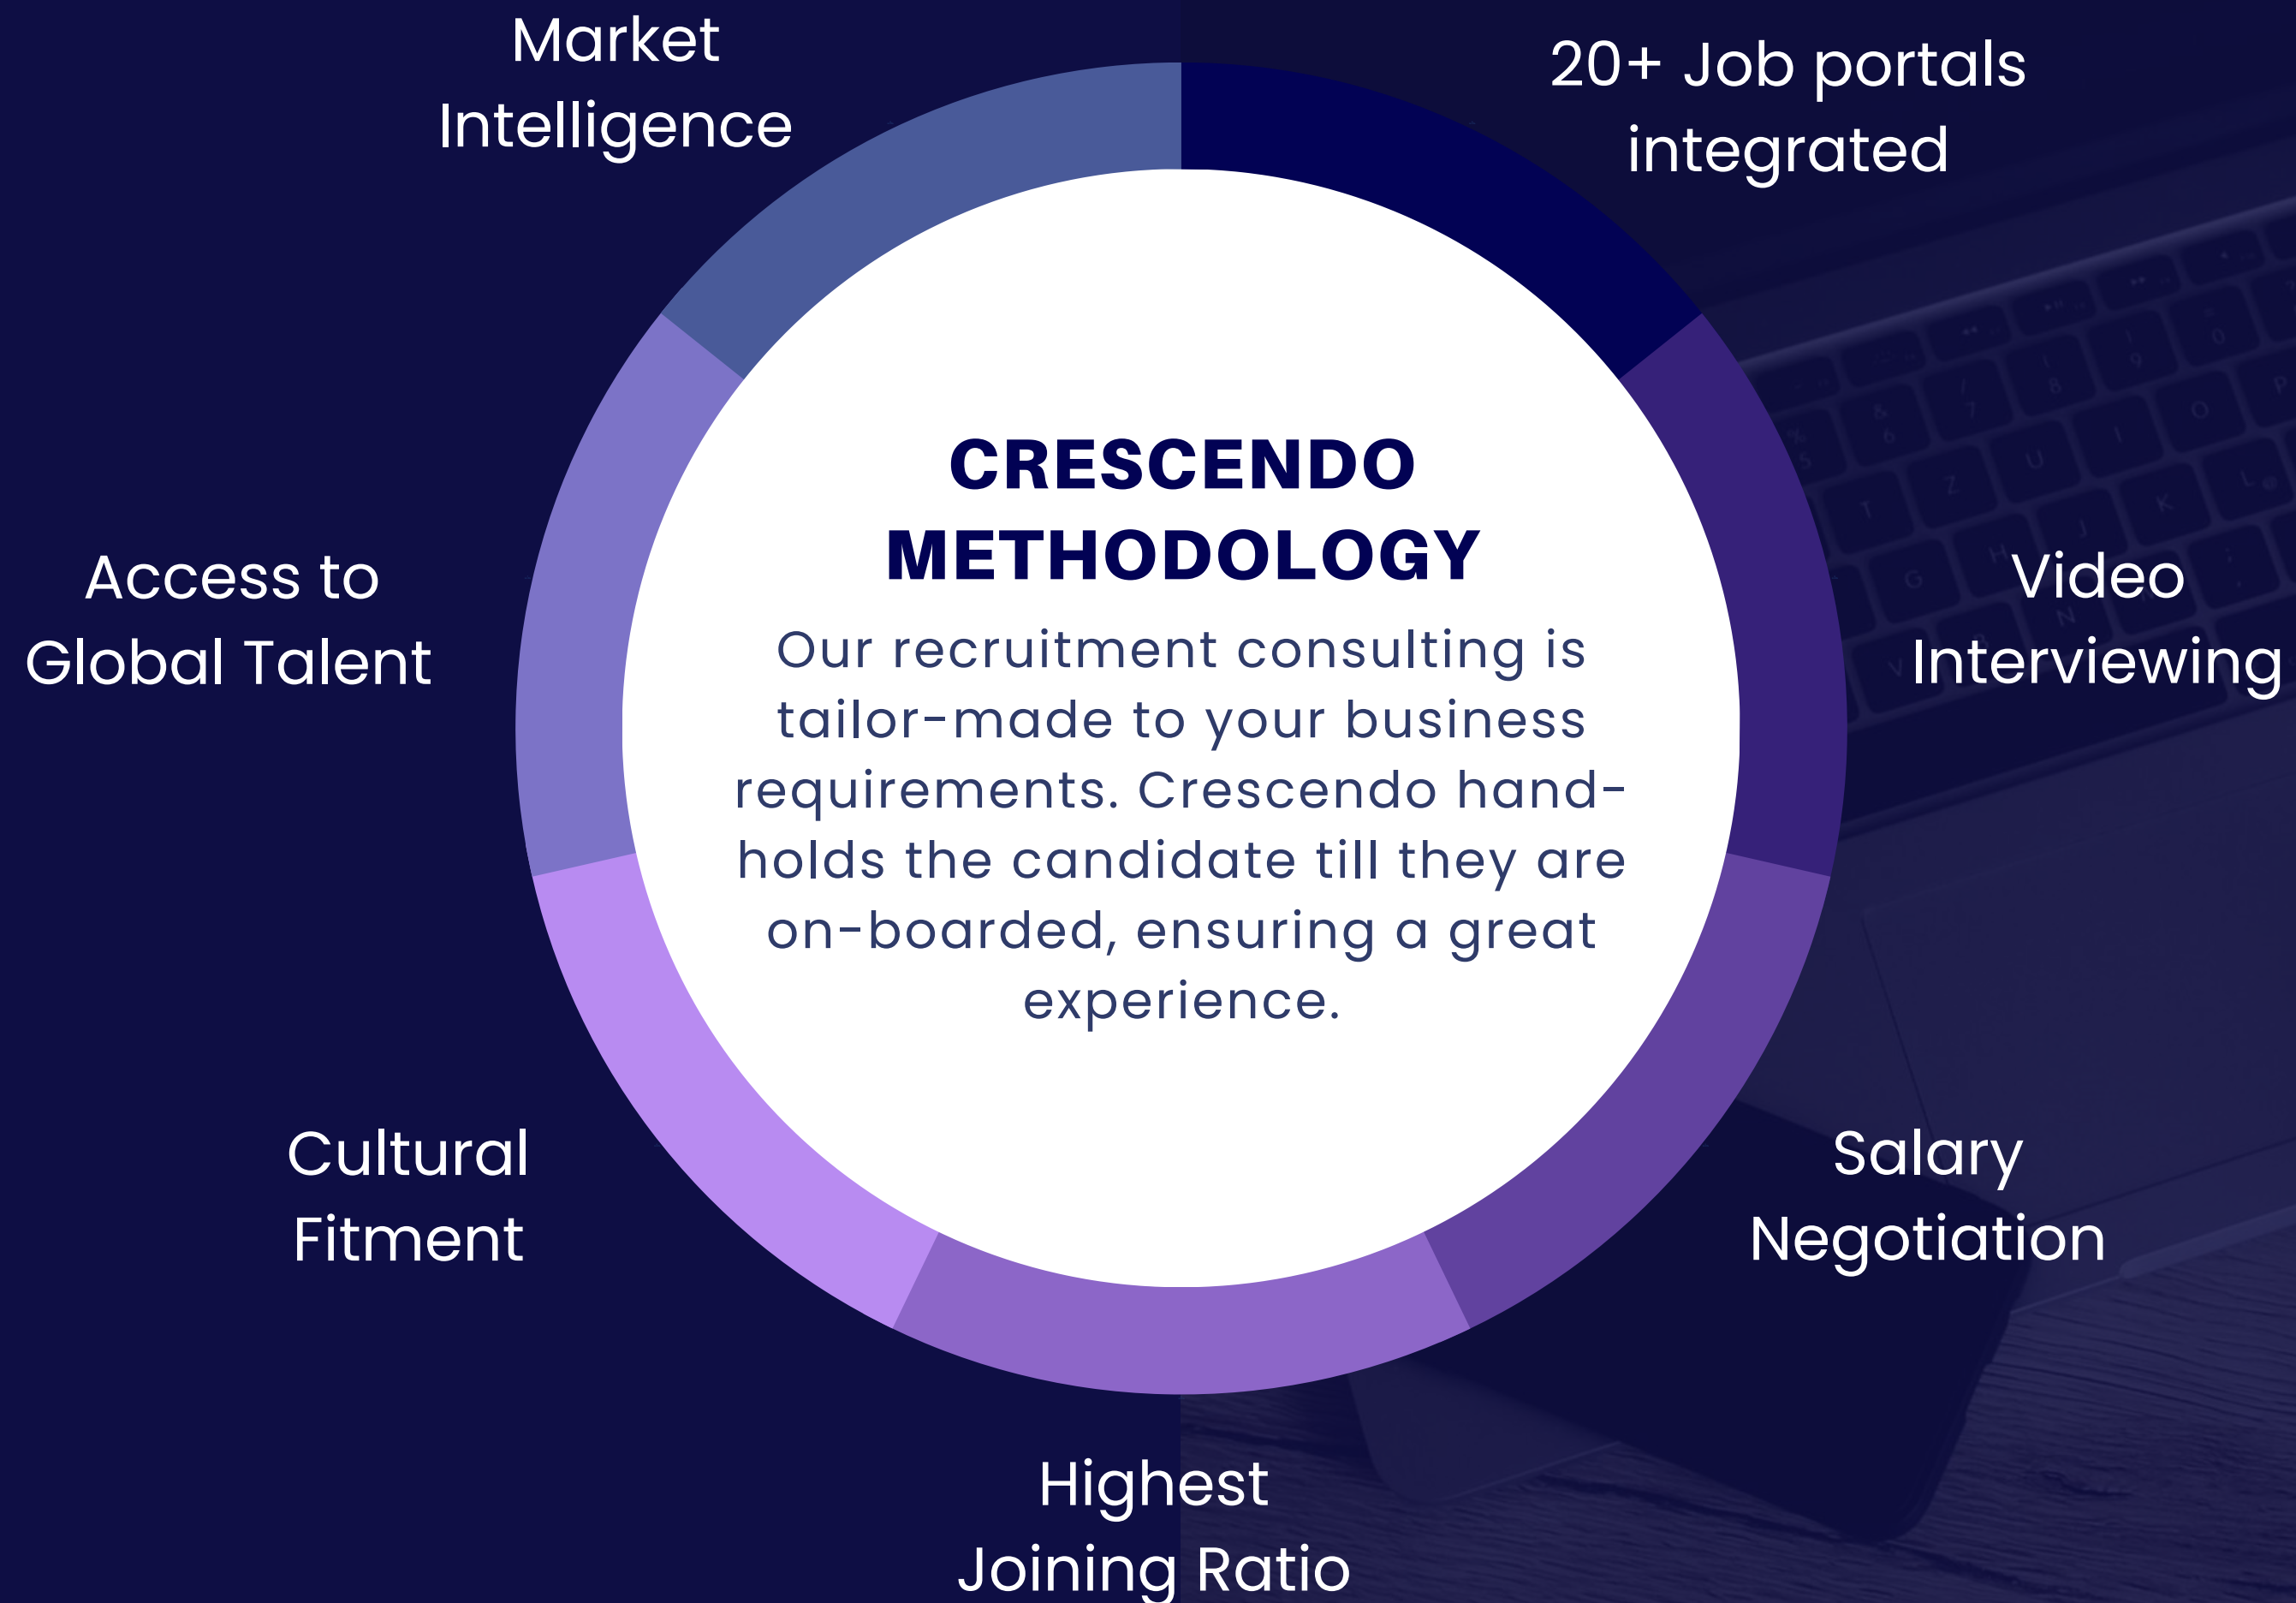 Market
Intelligence
20+ Job portals
integrated
CRESCENDO
METHODOLOGY
Our recruitment consulting is
tailor-made to your business
requirements. Crescendo hand-
holds the candidate till they are
on-boarded, ensuring a great
experience.
Access to
Global Talent
Video
Interviewing
Cultural
Fitment
Salary
Negotiation
Highest
Joining Ratio